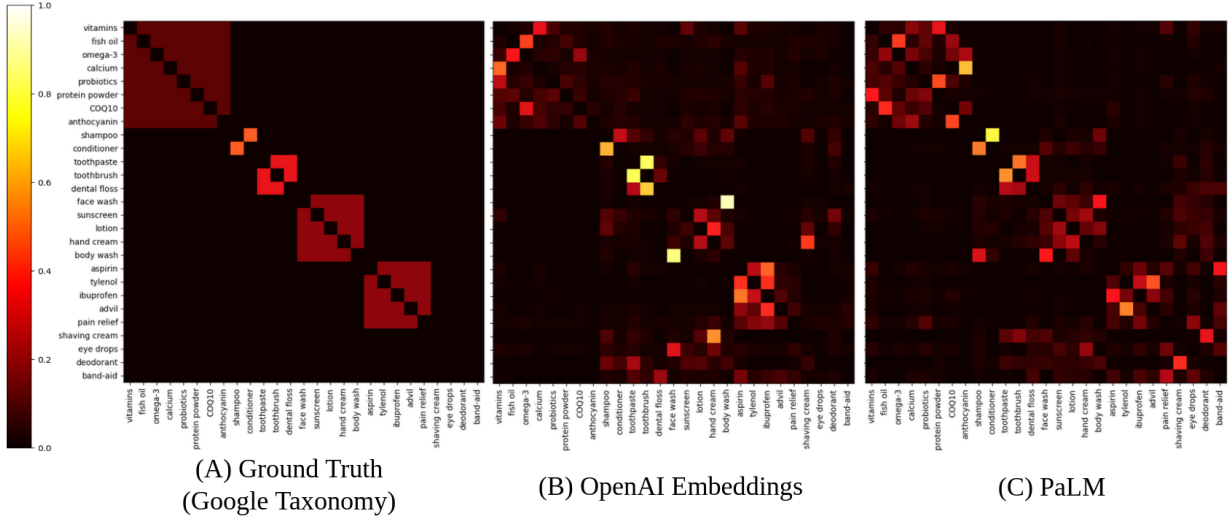 1.0
0.8
0.6
0.4
0.2
0.0
vitamins
fish oil
omega-3
calcium
probiotics
protein powder
COQ10
anthocyanin
shampoo
conditioner
toothpaste
toothbrush
dental floss
face wash
sunscreen
lotion
hand cream
body wash
aspirin
tylenol
ibuprofen
advil
pain relief
shaving cream
eye drops
deodorant
band-aid
vitamins
fish oil
omega-3
calcium
probiotics
protein powder
COQ10
anthocyanin
shampoo
conditioner
toothpaste
toothbrush
dental floss
face wash
sunscreen
lotion
hand cream
body wash
aspirin
tylenol
ibuprofen
advil
pain relief
shaving cream
eye drops
deodorant
band-aid
vitamins
fish oil
omega-3
calcium
probiotics
protein powder
COQ10
anthocyanin
shampoo
conditioner
toothpaste
toothbrush
dental floss
face wash
sunscreen
lotion
hand cream
body wash
aspirin
tylenol
ibuprofen
advil
pain relief
shaving cream
eye drops
deodorant
band-aid
vitamins
fish oil
omega-3
calcium
probiotics
protein powder
COQ10
anthocyanin
shampoo
conditioner
toothpaste
toothbrush
dental floss
face wash
sunscreen
lotion
hand cream
body wash
aspirin
tylenol
ibuprofen
advil
pain relief
shaving cream
eye drops
deodorant
band-aid
(A) Ground Truth
(Google Taxonomy)
(B) OpenAI Embeddings
(C) PaLM